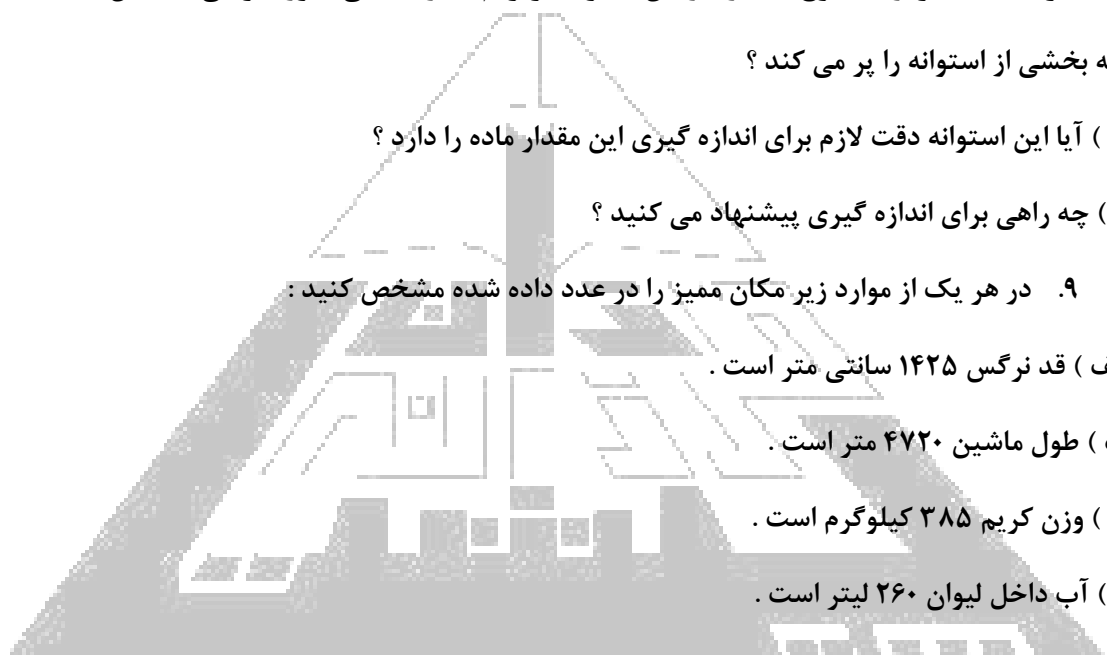 ه بخشی از استوانه را پر می کند ؟
) آیا این استوانه دقت لازم برای اندازه گیری این مقدار ماده را دارد ؟
) چه راهی برای اندازه گیری پیشنهاد می کنید ؟
۹. در هر یک از موارد زیر مکان ممیز را در عدد داده شده مشخص کنید :
ف ) قد نرگس ۱۴۲۵ سانتی متر است .
) طول ماشین ۴۷۲۰ متر است .
) وزن کریم ۳۸۵ کیلوگرم است .
) آب داخل لیوان ۲۶۰ لیتر است .